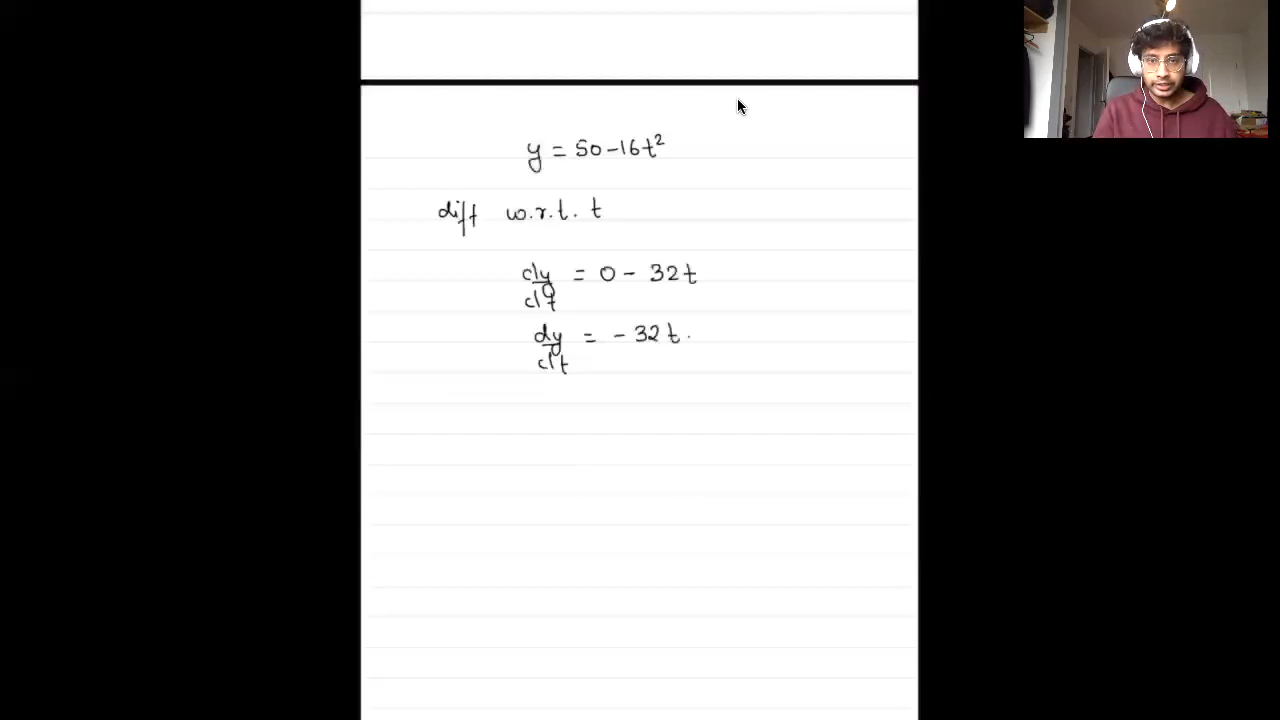 y = 50-16t²
diff w.r.t. t
dy/dt = 0 - 32t
dy/dt = - 32t.